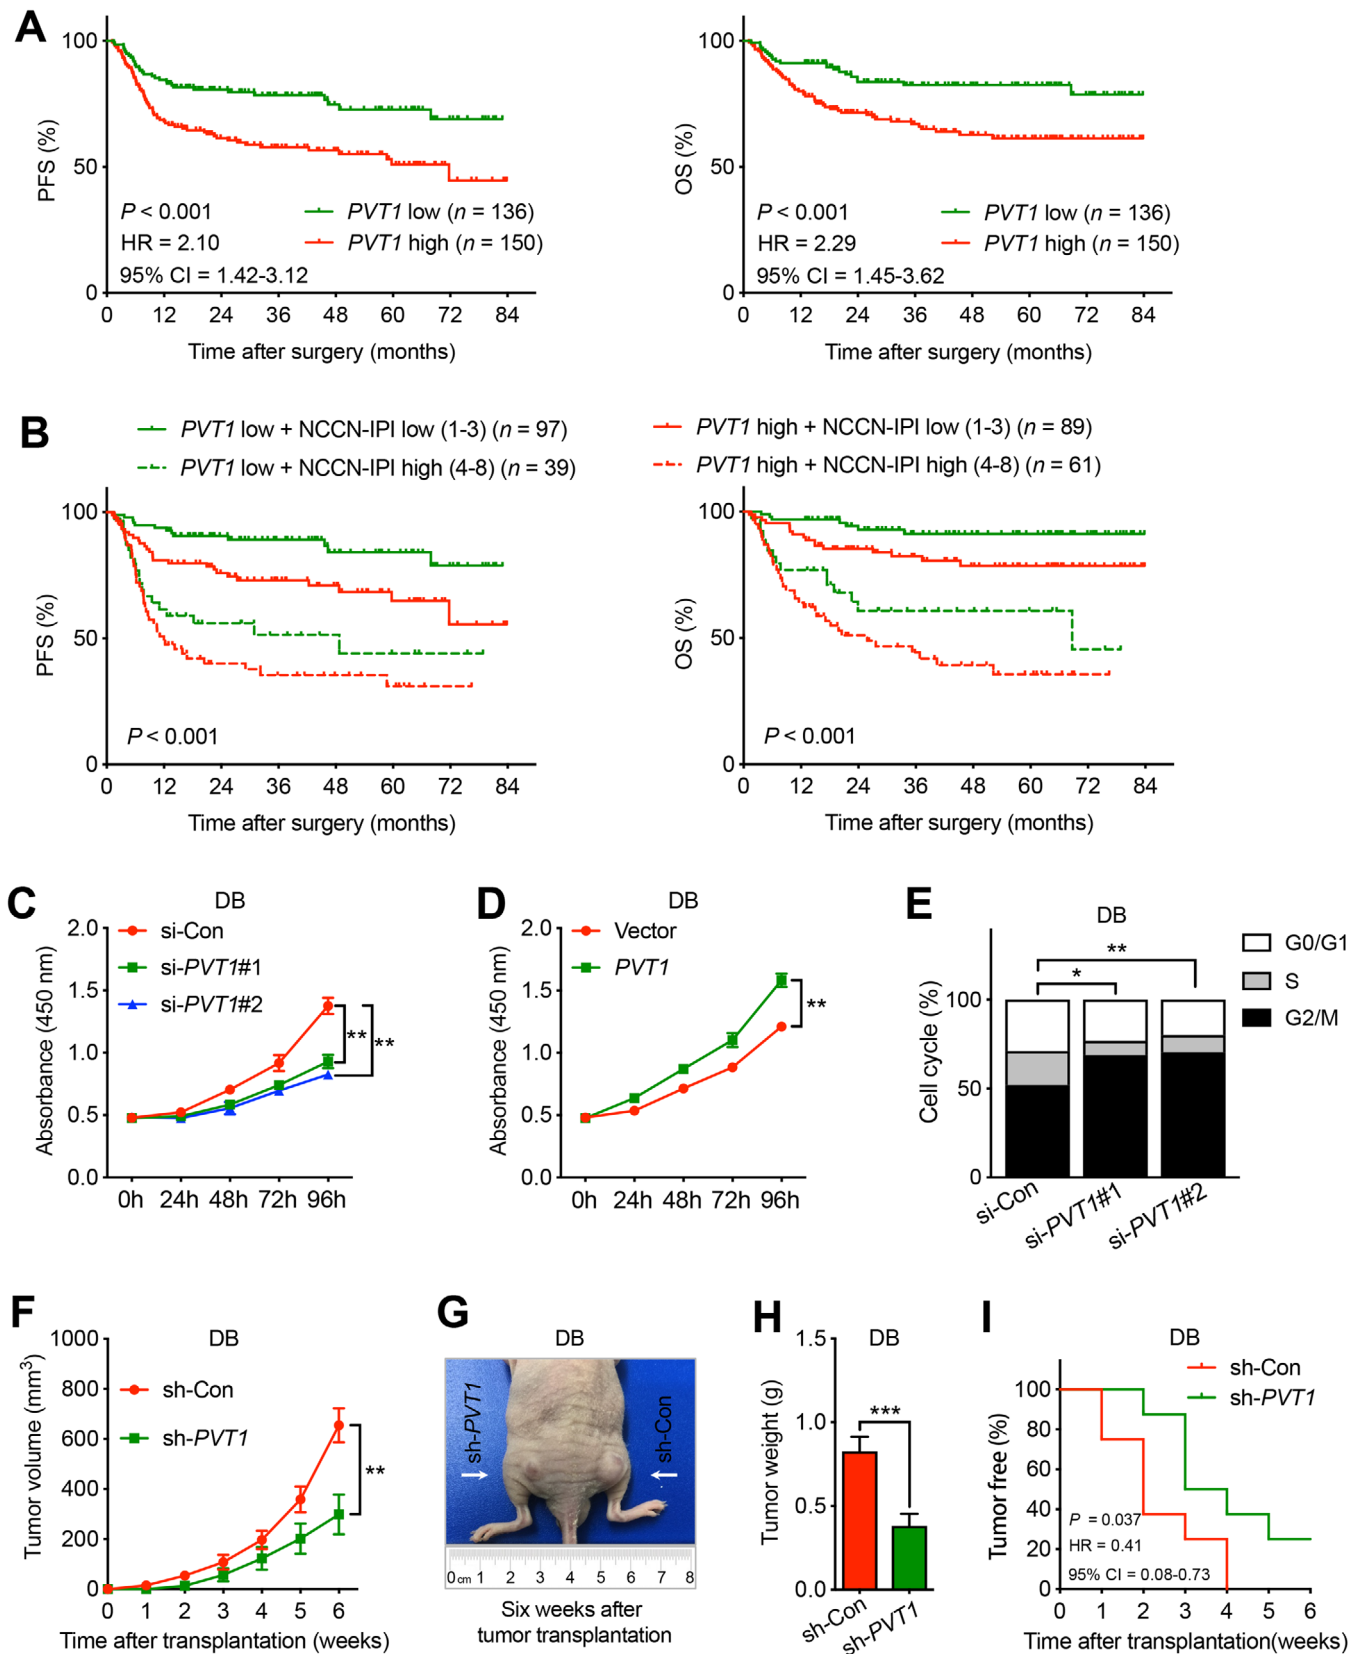 A
100
50
0
PFS (%)
P < 0.001
HR = 2.10
95% CI = 1.42-3.12
PVT1 low (n = 136)
PVT1 high (n = 150)
0 12 24 36 48 60 72 84
Time after surgery (months)
100
50
0
OS (%)
P < 0.001
HR = 2.29
95% CI = 1.45-3.62
PVT1 low (n = 136)
PVT1 high (n = 150)
0 12 24 36 48 60 72 84
Time after surgery (months)
B
PVT1 low + NCCN-IPI low (1-3) (n = 97)
PVT1 low + NCCN-IPI high (4-8) (n = 39)
PVT1 high + NCCN-IPI low (1-3) (n = 89)
PVT1 high + NCCN-IPI high (4-8) (n = 61)
100
50
0
PFS (%)
P < 0.001
0 12 24 36 48 60 72 84
Time after surgery (months)
100
50
0
OS (%)
P < 0.001
0 12 24 36 48 60 72 84
Time after surgery (months)
C
DB
2.0
1.5
1.0
0.5
0.0
Absorbance (450 nm)
si-Con
si-PVT1#1
si-PVT1#2
** **
0h 24h 48h 72h 96h
D
DB
2.0
1.5
1.0
0.5
0.0
Absorbance (450 nm)
Vector
PVT1
**
0h 24h 48h 72h 96h
E
DB
**
*
100
50
0
Cell cycle (%)
G0/G1
S
G2/M
si-Con
si-PVT1#1
si-PVT1#2
F
DB
1000
800
600
400
200
0
Tumor volume (mm³)
sh-Con
sh-PVT1
**
0 1 2 3 4 5 6
Time after transplantation (weeks)
G
DB
sh-PVT1
sh-Con
0 cm 1 2 3 4 5 6 7 8
Six weeks after
tumor transplantation
H
DB
1.5
1.0
0.5
0.0
Tumor weight (g)
***
sh-Con
sh-PVT1
I
DB
sh-Con
sh-PVT1
100
80
60
40
20
0
Tumor free (%)
P = 0.037
HR = 0.41
95% CI = 0.08-0.73
0 1 2 3 4 5 6
Time after transplantation(weeks)